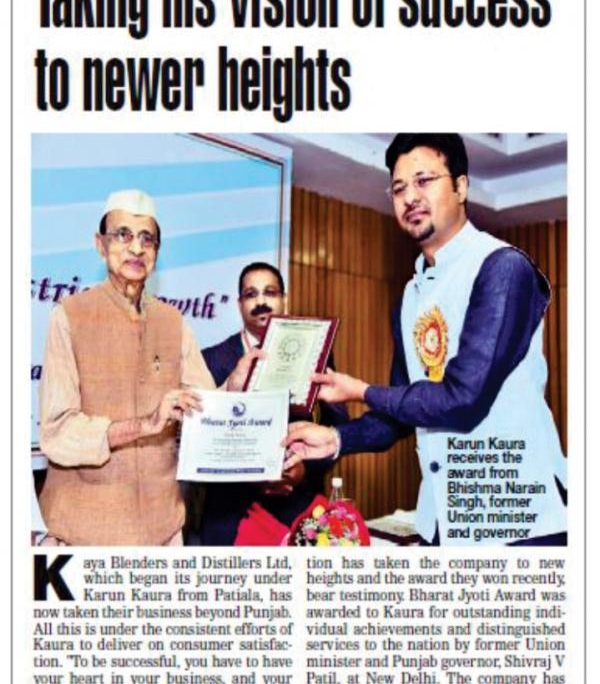 Taking his vision of success
to newer heights
stri
wth"
Bharat Jyoti Award
Karun Kaura
receives the
award from
Bhishma Narain
Singh, former
Union minister
and governor
Kaya Blenders and Distillers Ltd,
which began its journey under
Karun Kaura from Patiala, has
now taken their business beyond Punjab.
All this is under the consistent efforts of
Kaura to deliver on consumer satisfac-
tion. "To be successful, you have to have
your heart in your business, and your
tion has taken the company to new
heights and the award they won recently,
bear testimony. Bharat Jyoti Award was
awarded to Kaura for outstanding indi-
vidual achievements and distinguished
services to the nation by former Union
minister and Punjab governor, Shivraj V
Patil, at New Delhi. The company has